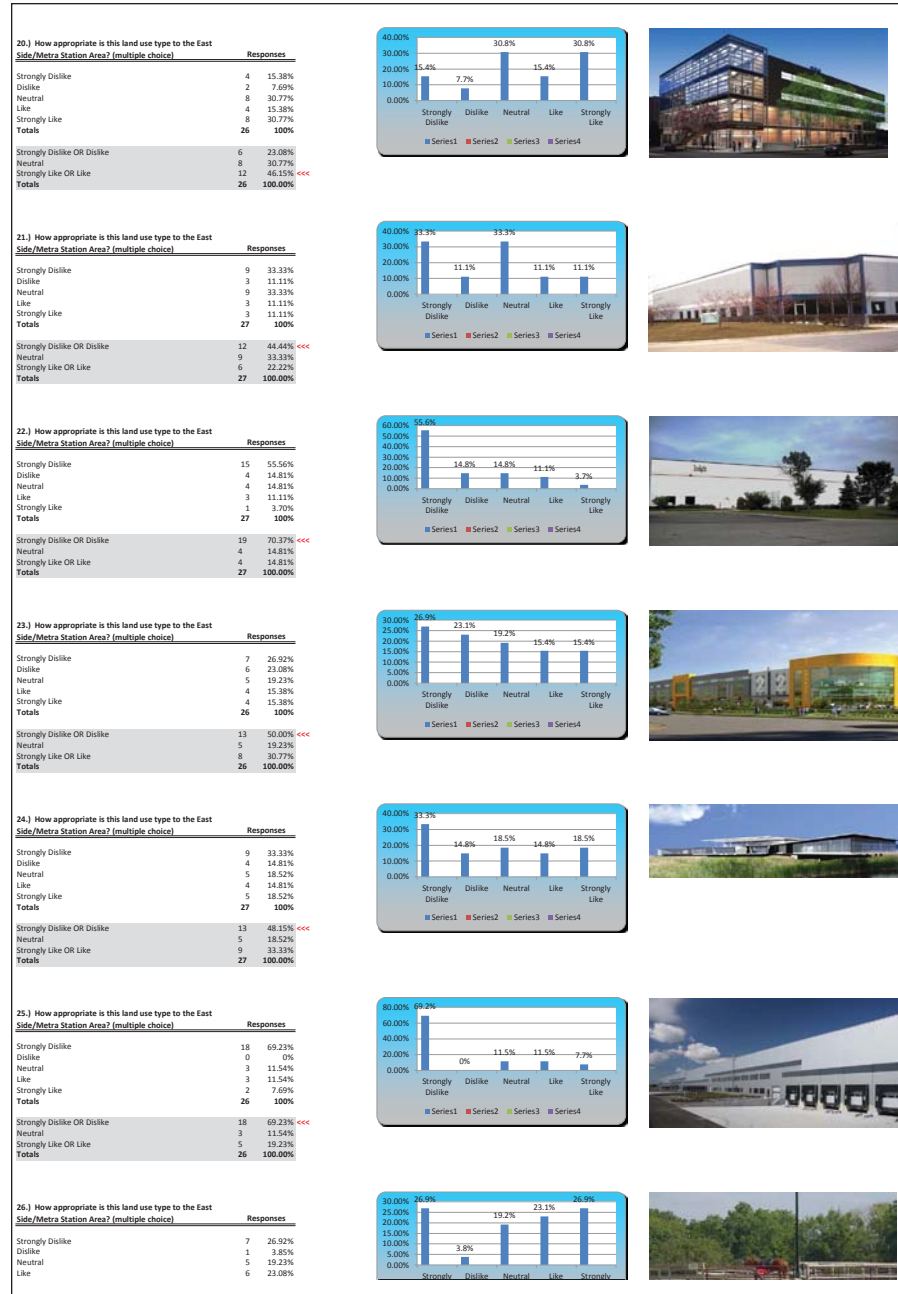 20.) How appropriate is this land use type to the East
Side/Metra Station Area? (multiple choice) Responses
Strongly Dislike 4 15.38%
Dislike 2 7.69%
Neutral 8 30.77%
Like 4 15.38%
Strongly Like 8 30.77%
Totals 26 100%
Strongly Dislike OR Dislike 6 23.08%
Neutral 8 30.77%
Strongly Like OR Like 12 46.15% <<<
Totals 26 100.00%
40.00%
30.00%
20.00%
10.00%
0.00%
15.4% 7.7% 30.8% 15.4% 30.8%
Strongly Dislike Neutral Like Strongly
Dislike Like
Series1 Series2 Series3 Series4
21.) How appropriate is this land use type to the East
Side/Metra Station Area? (multiple choice) Responses
Strongly Dislike 9 33.33%
Dislike 3 11.11%
Neutral 9 33.33%
Like 3 11.11%
Strongly Like 3 11.11%
Totals 27 100%
Strongly Dislike OR Dislike 12 44.44% <<<
Neutral 9 33.33%
Strongly Like OR Like 6 22.22%
Totals 27 100.00%
40.00%
30.00%
20.00%
10.00%
0.00%
33.3% 11.1% 33.3% 11.1% 11.1%
Strongly Dislike Neutral Like Strongly
Dislike Like
Series1 Series2 Series3 Series4
22.) How appropriate is this land use type to the East
Side/Metra Station Area? (multiple choice) Responses
Strongly Dislike 15 55.56%
Dislike 4 14.81%
Neutral 4 14.81%
Like 3 11.11%
Strongly Like 1 3.70%
Totals 27 100%
Strongly Dislike OR Dislike 19 70.37% <<<
Neutral 4 14.81%
Strongly Like OR Like 4 14.81%
Totals 27 100.00%
60.00%
50.00%
40.00%
30.00%
20.00%
10.00%
0.00%
55.6% 14.8% 14.8% 11.1% 3.7%
Strongly Dislike Neutral Like Strongly
Dislike Like
Series1 Series2 Series3 Series4
23.) How appropriate is this land use type to the East
Side/Metra Station Area? (multiple choice) Responses
Strongly Dislike 7 26.92%
Dislike 6 23.08%
Neutral 5 19.23%
Like 4 15.38%
Strongly Like 4 15.38%
Totals 26 100%
Strongly Dislike OR Dislike 13 50.00% <<<
Neutral 5 19.23%
Strongly Like OR Like 8 30.77%
Totals 26 100.00%
30.00%
25.00%
20.00%
15.00%
10.00%
5.00%
0.00%
26.9% 23.1% 19.2% 15.4% 15.4%
Strongly Dislike Neutral Like Strongly
Dislike Like
Series1 Series2 Series3 Series4
24.) How appropriate is this land use type to the East
Side/Metra Station Area? (multiple choice) Responses
Strongly Dislike 9 33.33%
Dislike 4 14.81%
Neutral 5 18.52%
Like 4 14.81%
Strongly Like 5 18.52%
Totals 27 100%
Strongly Dislike OR Dislike 13 48.15% <<<
Neutral 5 18.52%
Strongly Like OR Like 9 33.33%
Totals 27 100.00%
40.00%
30.00%
20.00%
10.00%
0.00%
33.3% 14.8% 18.5% 14.8% 18.5%
Strongly Dislike Neutral Like Strongly
Dislike Like
Series1 Series2 Series3 Series4
25.) How appropriate is this land use type to the East
Side/Metra Station Area? (multiple choice) Responses
Strongly Dislike 18 69.23%
Dislike 0 0%
Neutral 3 11.54%
Like 3 11.54%
Strongly Like 2 7.69%
Totals 26 100%
Strongly Dislike OR Dislike 18 69.23% <<<
Neutral 3 11.54%
Strongly Like OR Like 5 19.23%
Totals 26 100.00%
80.00%
60.00%
40.00%
20.00%
0.00%
69.2% 0% 11.5% 11.5% 7.7%
Strongly Dislike Neutral Like Strongly
Dislike Like
Series1 Series2 Series3 Series4
26.) How appropriate is this land use type to the East
Side/Metra Station Area? (multiple choice) Responses
Strongly Dislike 7 26.92%
Dislike 1 3.85%
Neutral 5 19.23%
Like 6 23.08%
30.00%
25.00%
20.00%
15.00%
10.00%
5.00%
0.00%
26.9% 3.8% 19.2% 23.1% 26.9%
Strongly Dislike Neutral Like Strongly